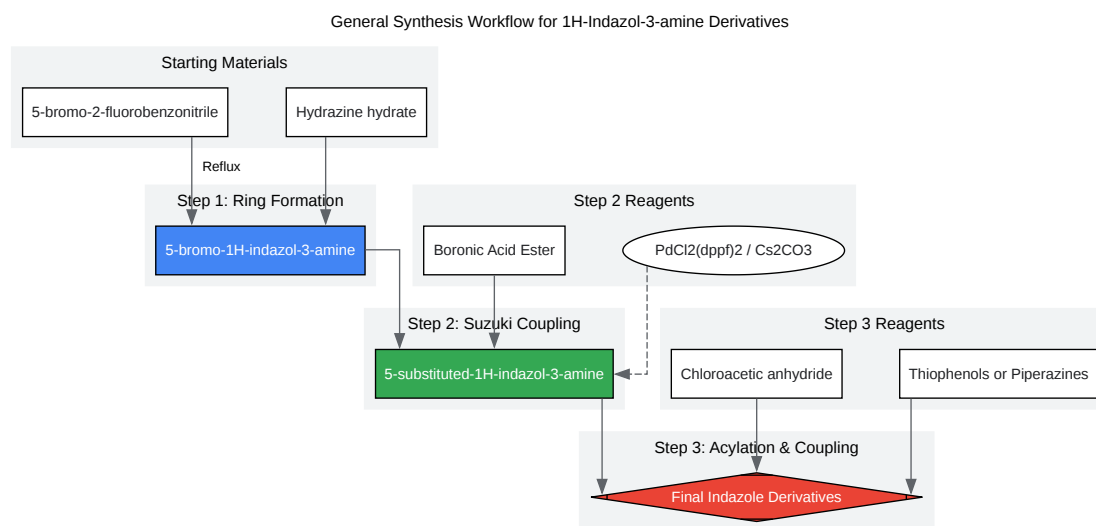 General Synthesis Workflow for 1H-Indazol-3-amine Derivatives
Starting Materials
5-bromo-2-fluorobenzonitrile
Hydrazine hydrate
Reflux
Step 1: Ring Formation
5-bromo-1H-indazol-3-amine
Step 2 Reagents
Boronic Acid Ester
PdCl2(dppf)2 / Cs2CO3
Step 2: Suzuki Coupling
5-substituted-1H-indazol-3-amine
Step 3 Reagents
Chloroacetic anhydride
Thiophenols or Piperazines
Step 3: Acylation & Coupling
Final Indazole Derivatives